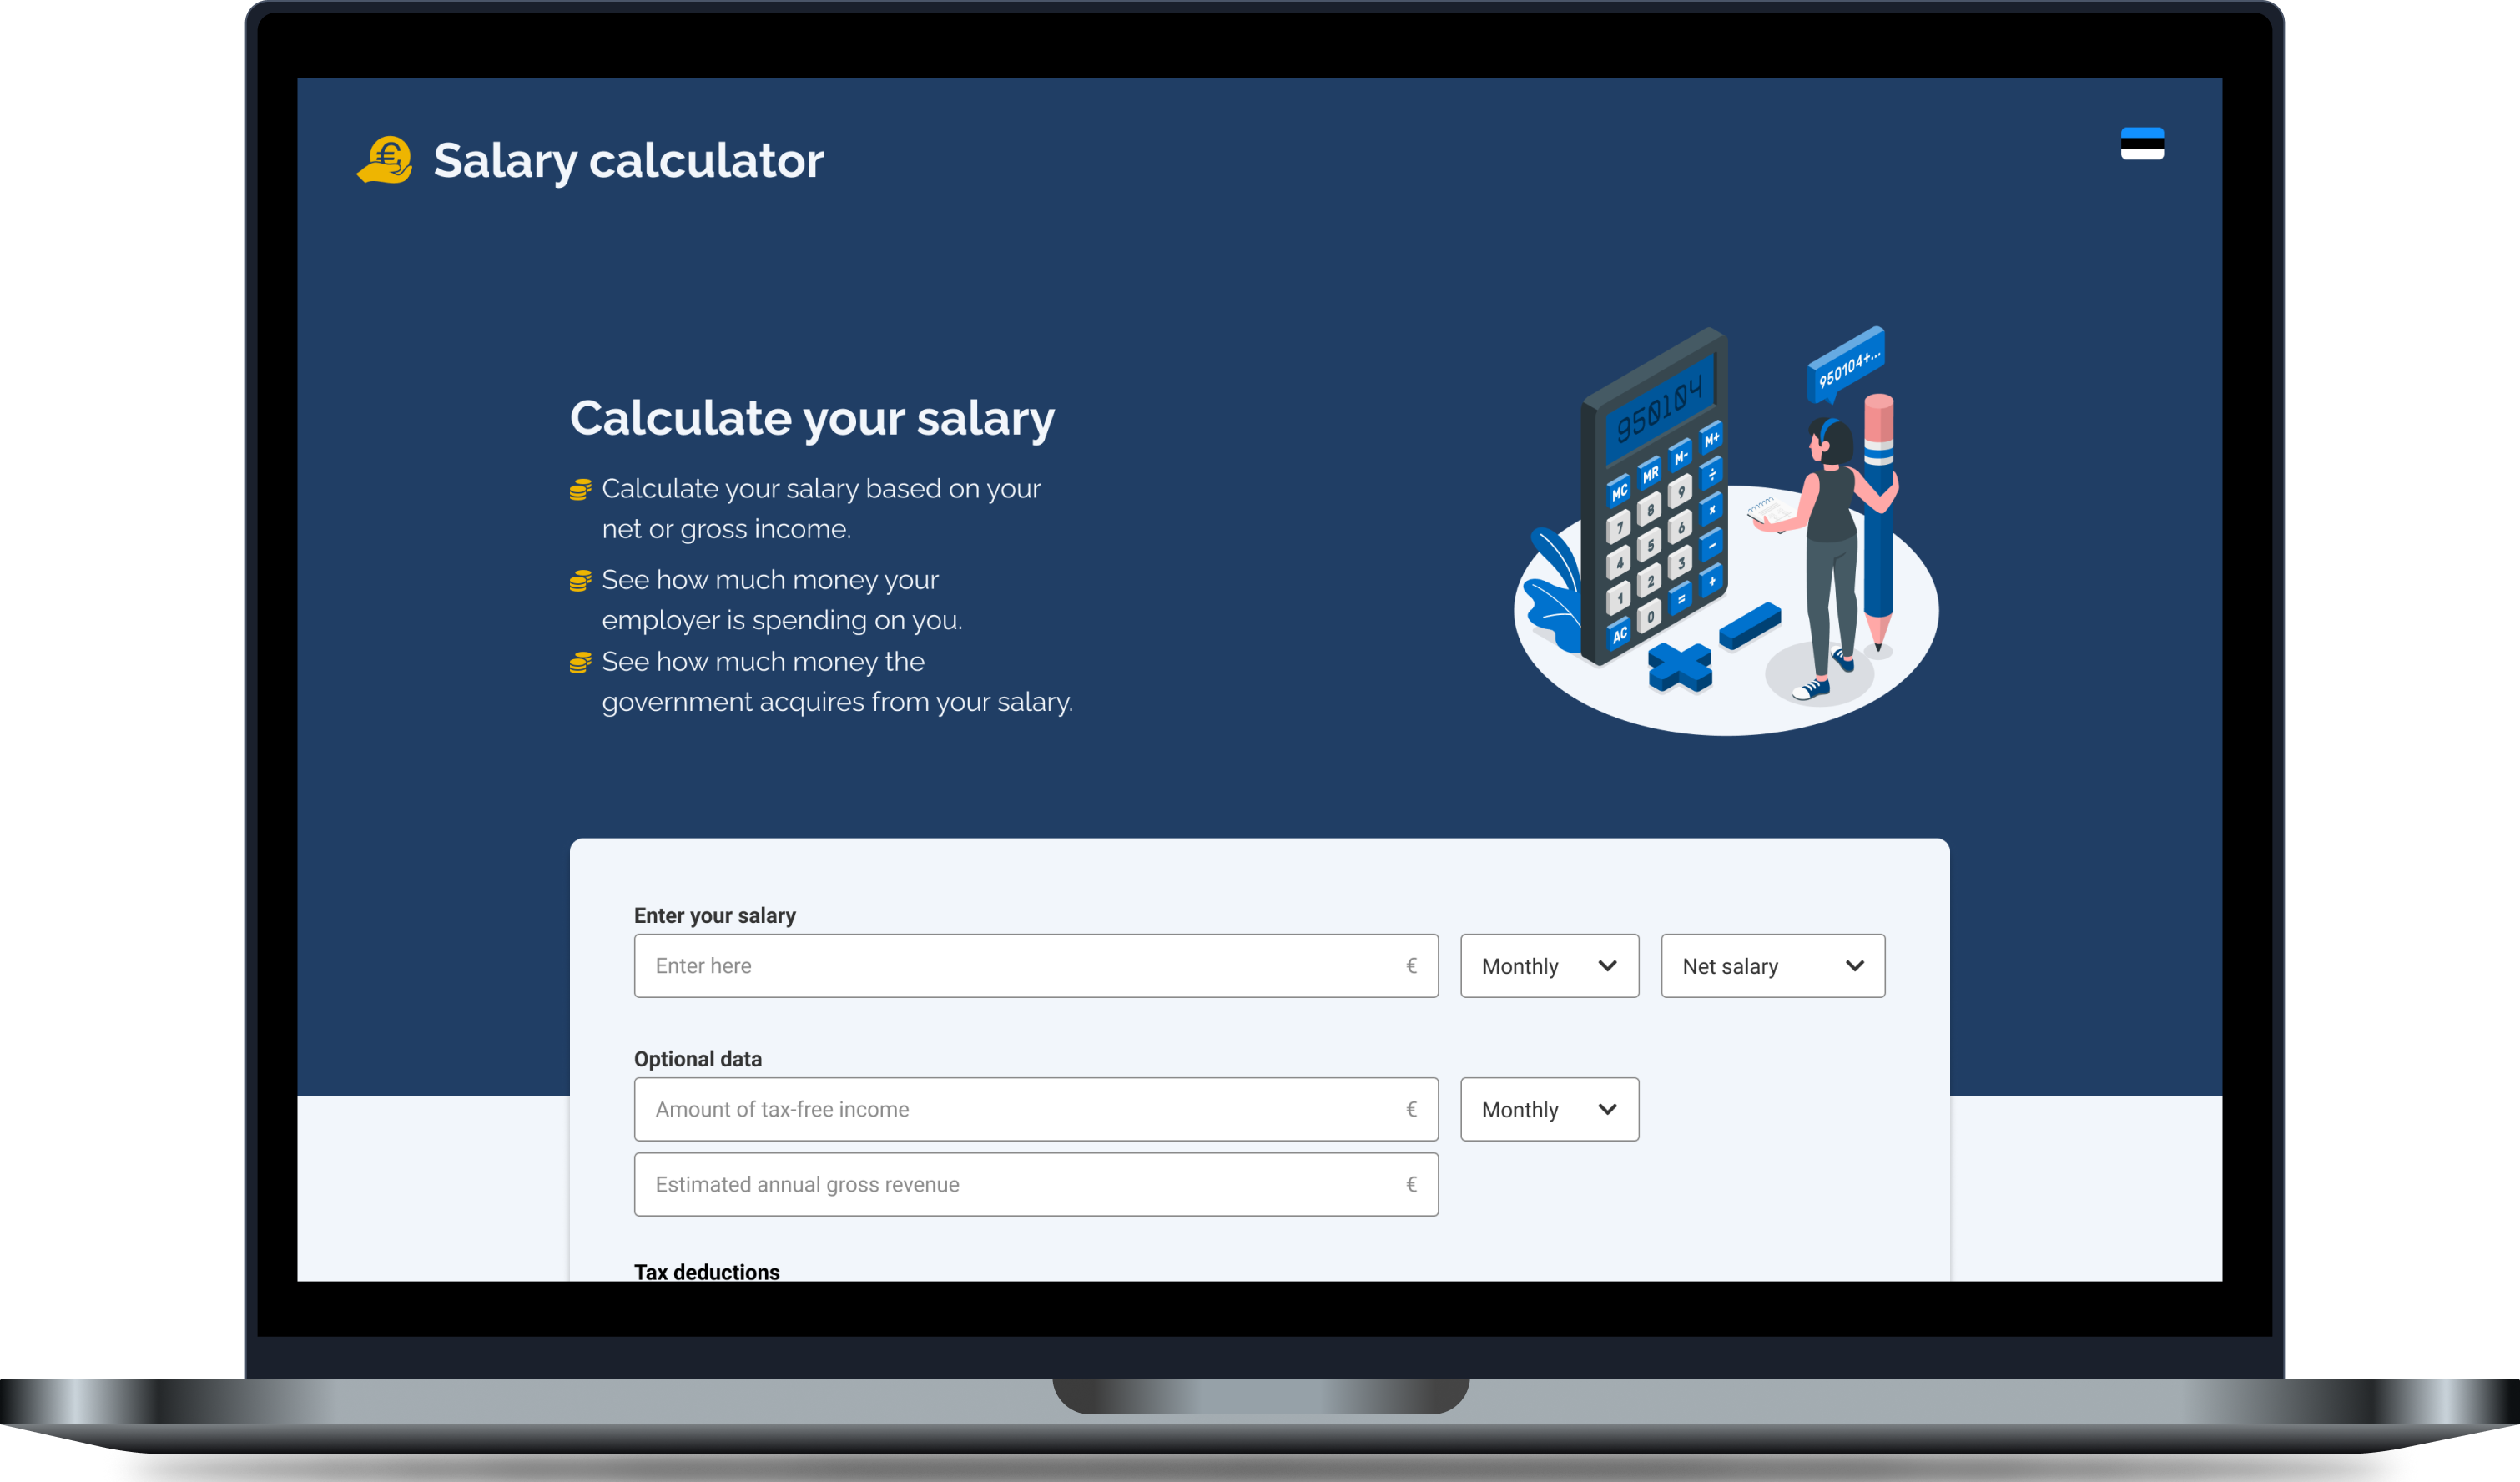 Salary calculator
Calculate your salary
Calculate your salary based on your
net or gross income.
See how much money your
employer is spending on you.
See how much money the
government acquires from your salary.
950104+...
950104
MC MR M- M+
7 8 9 ÷
4 5 6 x
1 2 3 -
AC 0 = +
Enter your salary
Enter here €
Monthly
Net salary
Optional data
Amount of tax-free income €
Monthly
Estimated annual gross revenue €
Tax deductions